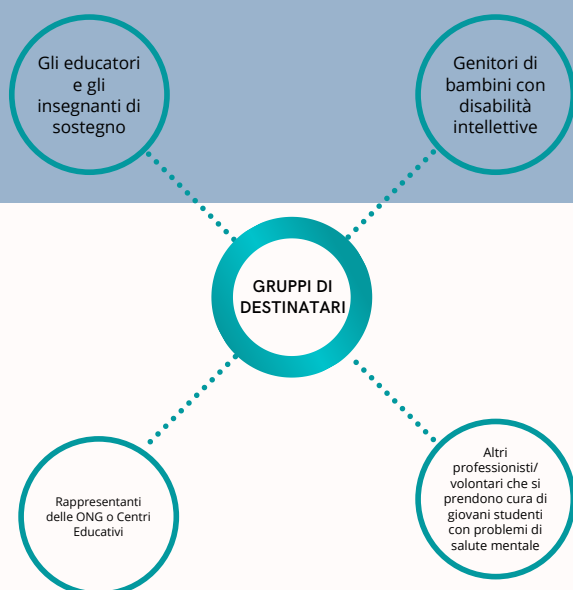 Gli educatori
e gli
insegnanti di
sostegno
Genitori di
bambini con
disabilità
intellettive
GRUPPI DI
DESTINATARI
Rappresentanti
delle ONG o Centri
Educativi
Altri
professionisti/
volontari che si
prendono cura di
giovani studenti
con problemi di
salute mentale